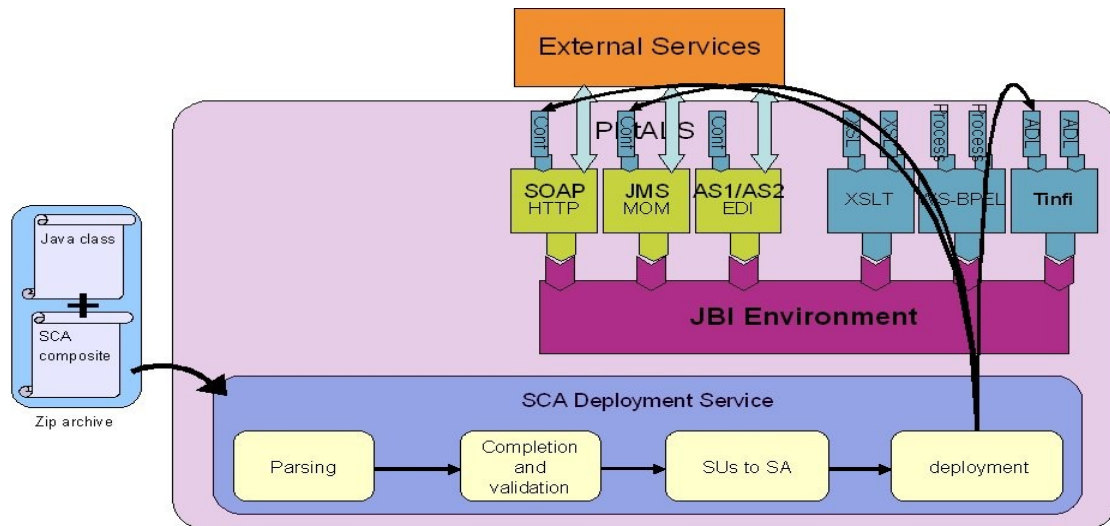 External Services
PEtALS
Conf
Conf
Conf
XSL
XSL
Process
Process
ADL
ADL
SOAP
HTTP
JMS
MOM
AS1/AS2
EDI
XSLT
WS-BPEL
Tinfi
JBI Environment
Java class
+
SCA
composite
Zip archive
SCA Deployment Service
Parsing
Completion
and
validation
SUs to SA
deployment